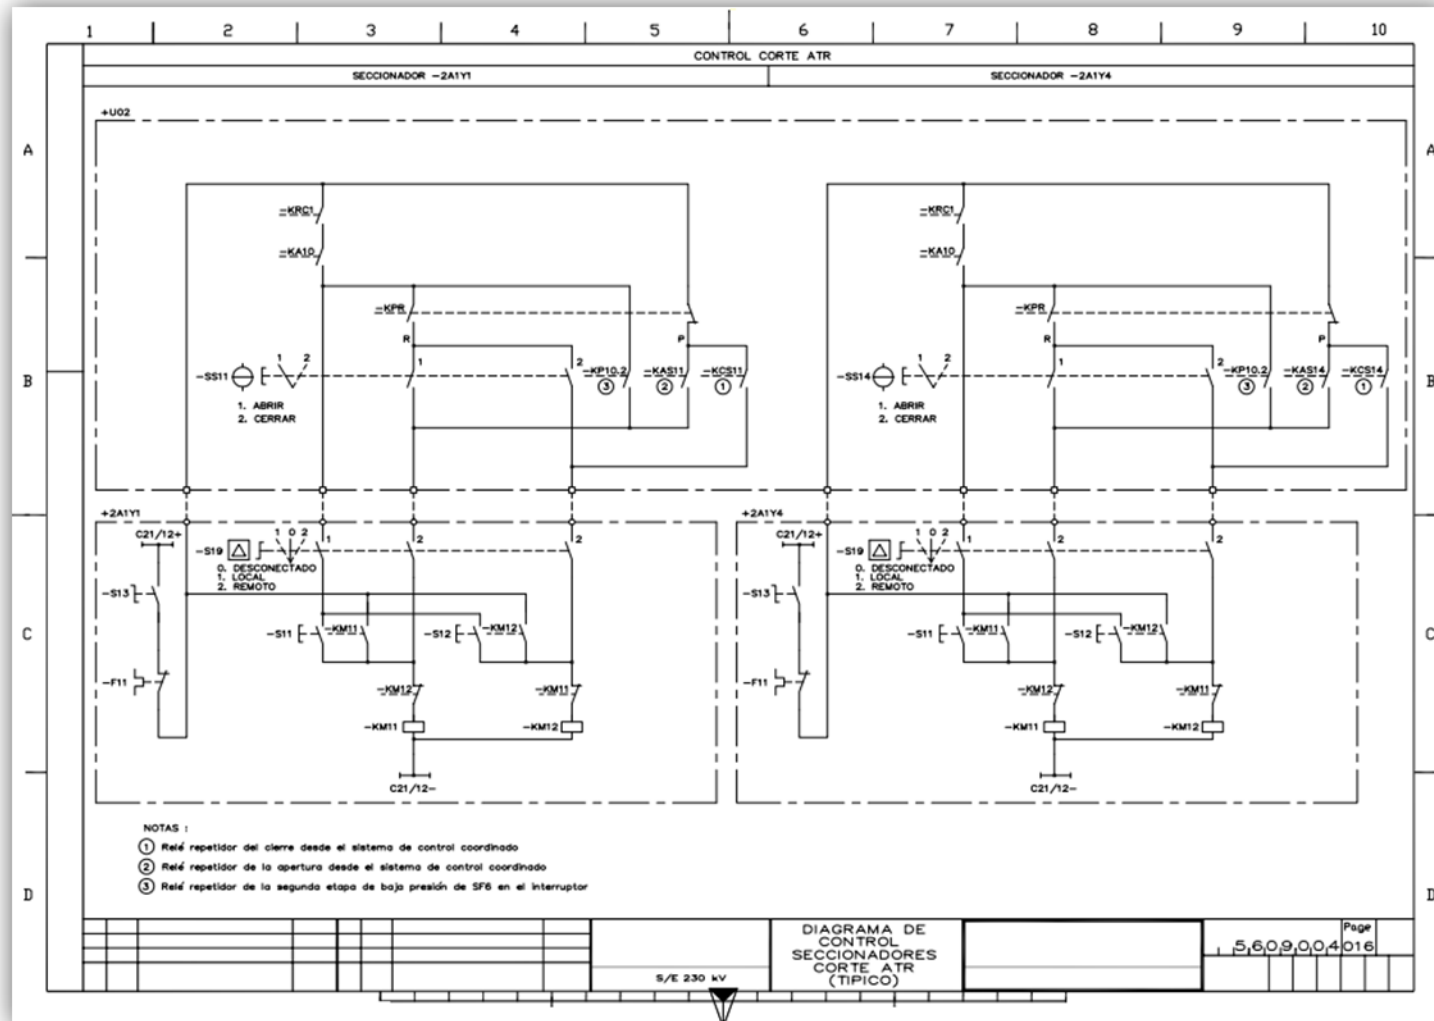 1 2 3 4 5 6 7 8 9 10
CONTROL CORTE ATR
SECCIONADOR -2A1Y1 SECCIONADOR -2A1Y4
+U02
A A
-KRC1 -KRC1
-KA10 -KA10
-KPR -KPR
R P R P
1 2 1 2 1 2 1 2
B -SS11 -KP10.2 -KAS11 -KCS11 -SS14 -KP10.2 -KAS14 -KCS14 B
3 2 1 3 2 1
1. ABRIR 1. ABRIR
2. CERRAR 2. CERRAR
+2A1Y1 +2A1Y4
C21/12+ 1 0 2 1 2 2 C21/12+ 1 0 2 1 2 2
-S19 -S19
0. DESCONECTADO 0. DESCONECTADO
1. LOCAL 1. LOCAL
2. REMOTO 2. REMOTO
-S13 -S13
C -S11 -KM11 -S12 -KM12 -S11 -KM11 -S12 -KM12 C
-F11 -KM12 -KM11 -F11 -KM12 -KM11
-KM11 -KM12 -KM11 -KM12
C21/12- C21/12-
NOTAS :
1 Relé repetidor del cierre desde el sistema de control coordinado
2 Relé repetidor de la apertura desde el sistema de control coordinado
3 Relé repetidor de la segunda etapa de baja presión de SF6 en el interruptor
D D
DIAGRAMA DE
CONTROL
SECCIONADORES
CORTE ATR
(TIPICO)
S/E 230 kV
Page
5609004 016